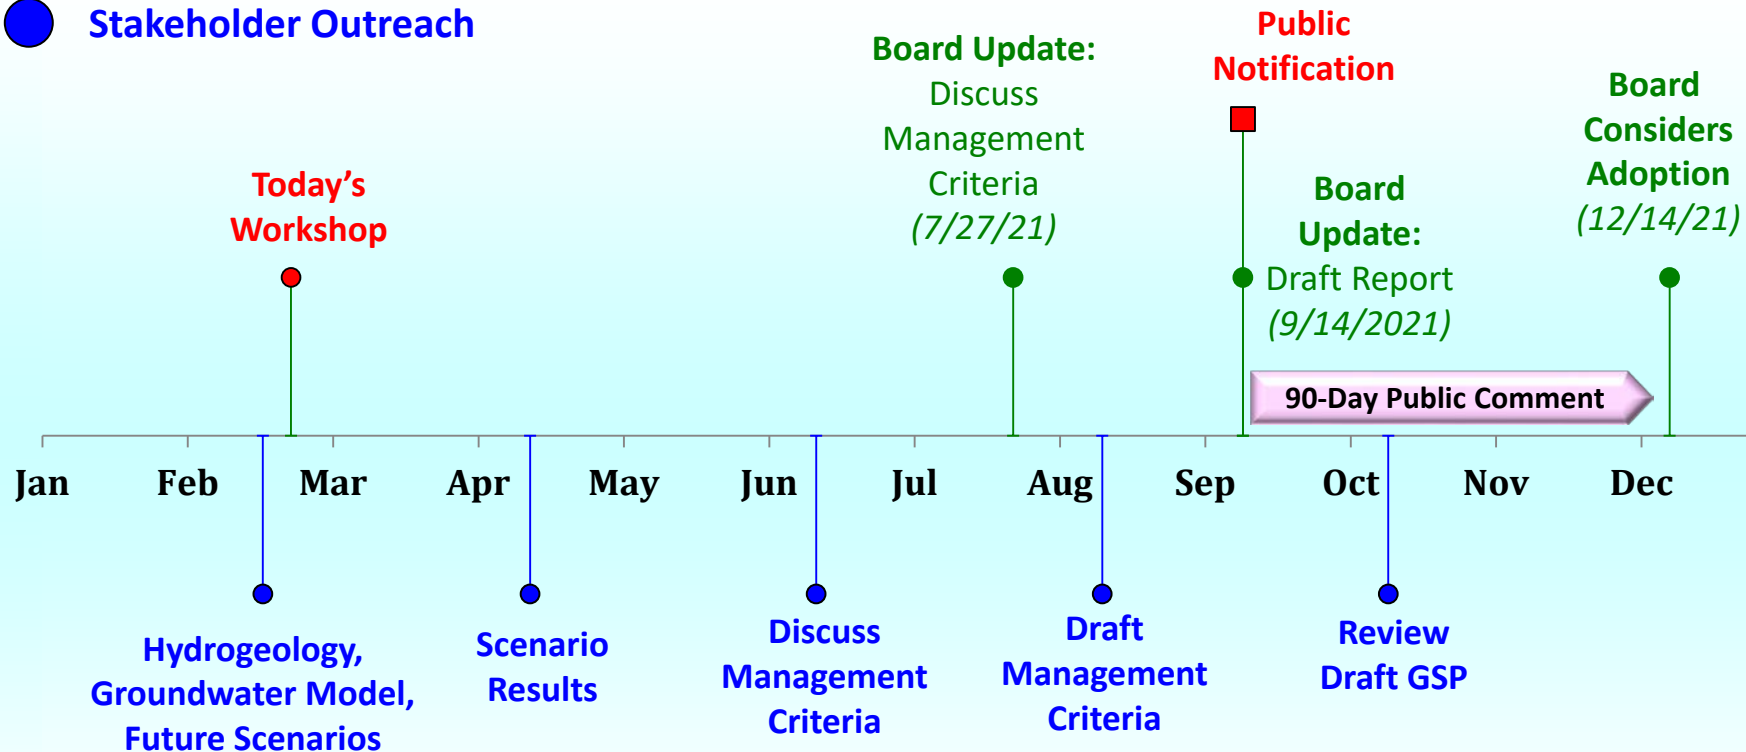 Stakeholder Outreach
Today's
Workshop
Board Update:
Discuss
Management
Criteria
(7/27/21)
Public
Notification
Board
Update:
Draft Report
(9/14/2021)
Board
Considers
Adoption
(12/14/21)
90-Day Public Comment
Jan Feb Mar Apr May Jun Jul Aug Sep Oct Nov Dec
Hydrogeology,
Groundwater Model,
Future Scenarios
Scenario
Results
Discuss
Management
Criteria
Draft
Management
Criteria
Review
Draft GSP